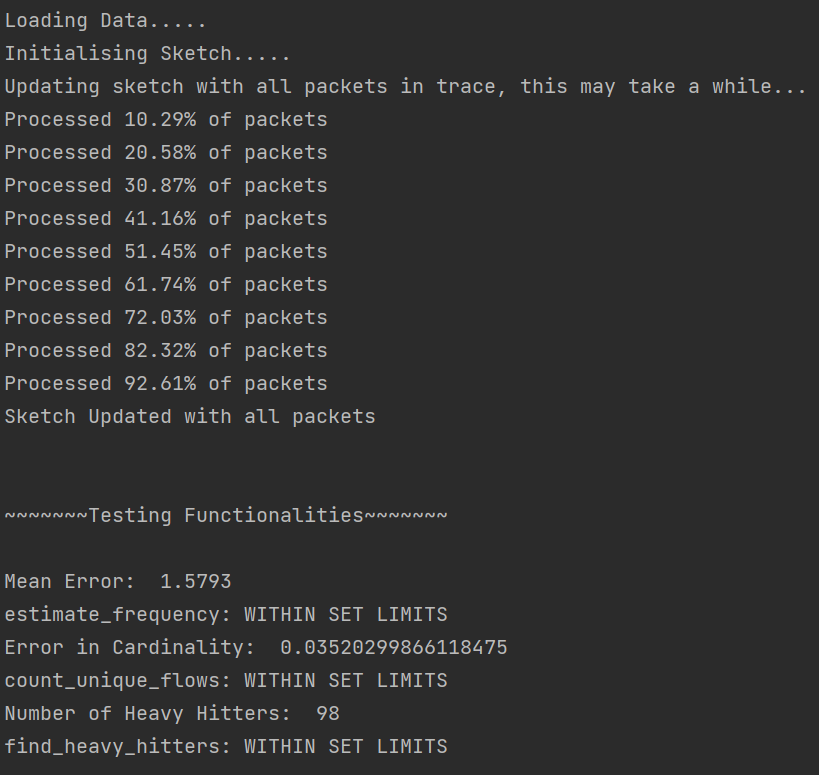 Loading Data.....
Initialising Sketch.....
Updating sketch with all packets in trace, this may take a while...
Processed 10.29% of packets
Processed 20.58% of packets
Processed 30.87% of packets
Processed 41.16% of packets
Processed 51.45% of packets
Processed 61.74% of packets
Processed 72.03% of packets
Processed 82.32% of packets
Processed 92.61% of packets
Sketch Updated with all packets
~~~~~~~Testing Functionalities~~~~~~~
Mean Error:  1.5793
estimate_frequency: WITHIN SET LIMITS
Error in Cardinality:  0.03520299866118475
count_unique_flows: WITHIN SET LIMITS
Number of Heavy Hitters:  98
find_heavy_hitters: WITHIN SET LIMITS